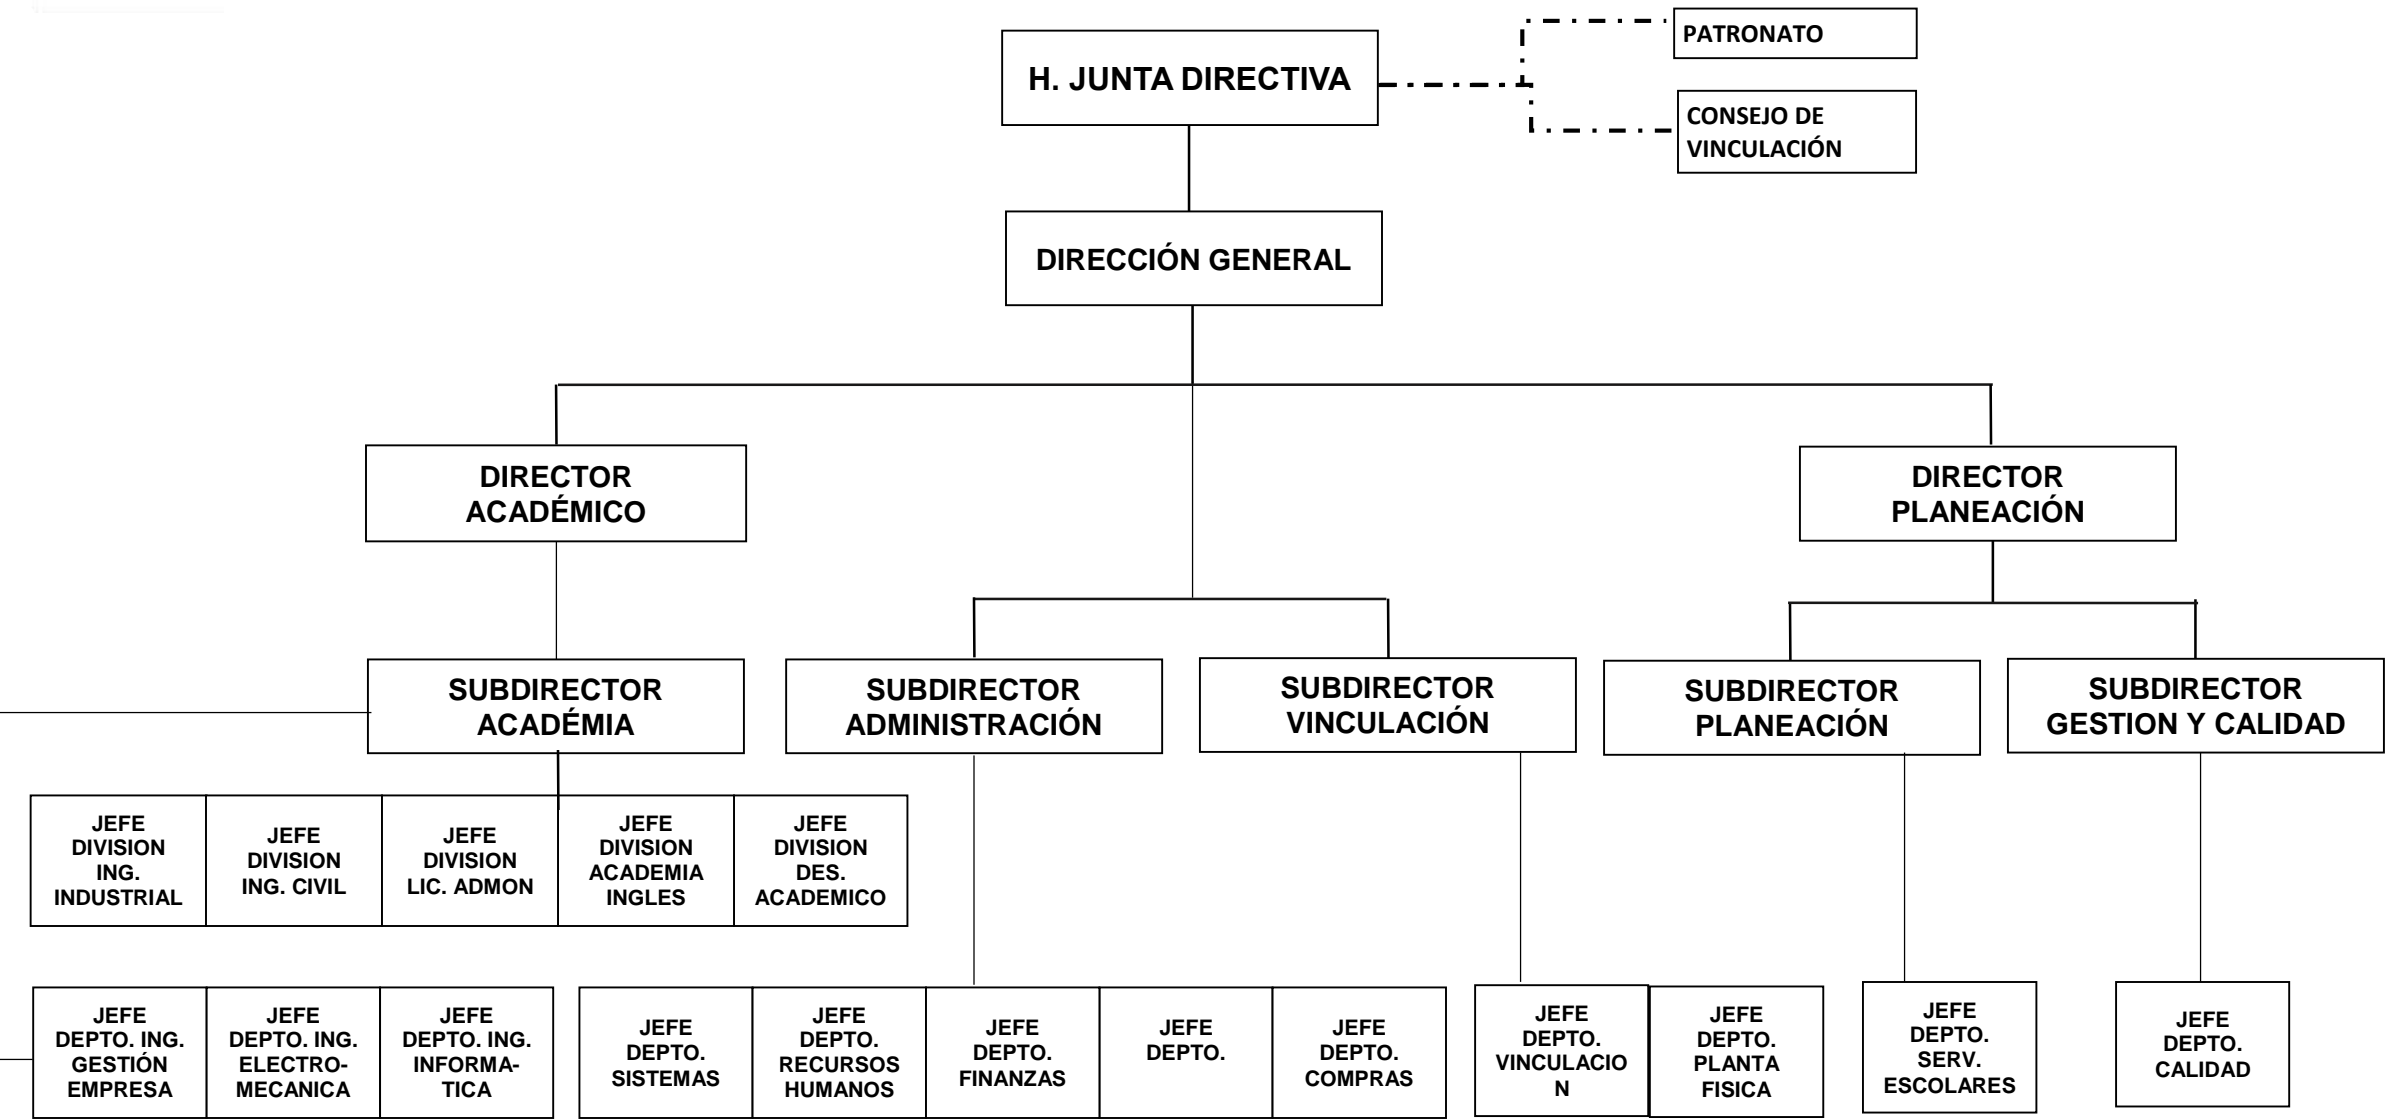 PATRONATO
H. JUNTA DIRECTIVA
CONSEJO DE
VINCULACIÓN
DIRECCIÓN GENERAL
DIRECTOR
ACADÉMICO
DIRECTOR
PLANEACIÓN
SUBDIRECTOR
ACADÉMIA
SUBDIRECTOR
ADMINISTRACIÓN
SUBDIRECTOR
VINCULACIÓN
SUBDIRECTOR
PLANEACIÓN
SUBDIRECTOR
GESTION Y CALIDAD
JEFE
DIVISION
ING.
INDUSTRIAL
JEFE
DIVISION
ING. CIVIL
JEFE
DIVISION
LIC. ADMON
JEFE
DIVISION
ACADEMIA
INGLES
JEFE
DIVISION
DES.
ACADEMICO
JEFE
DEPTO. ING.
GESTIÓN
EMPRESA
JEFE
DEPTO. ING.
ELECTRO-
MECANICA
JEFE
DEPTO. ING.
INFORMA-
TICA
JEFE
DEPTO.
SISTEMAS
JEFE
DEPTO.
RECURSOS
HUMANOS
JEFE
DEPTO.
FINANZAS
JEFE
DEPTO.
JEFE
DEPTO.
COMPRAS
JEFE
DEPTO.
VINCULACIO
N
JEFE
DEPTO.
PLANTA
FISICA
JEFE
DEPTO.
SERV.
ESCOLARES
JEFE
DEPTO.
CALIDAD